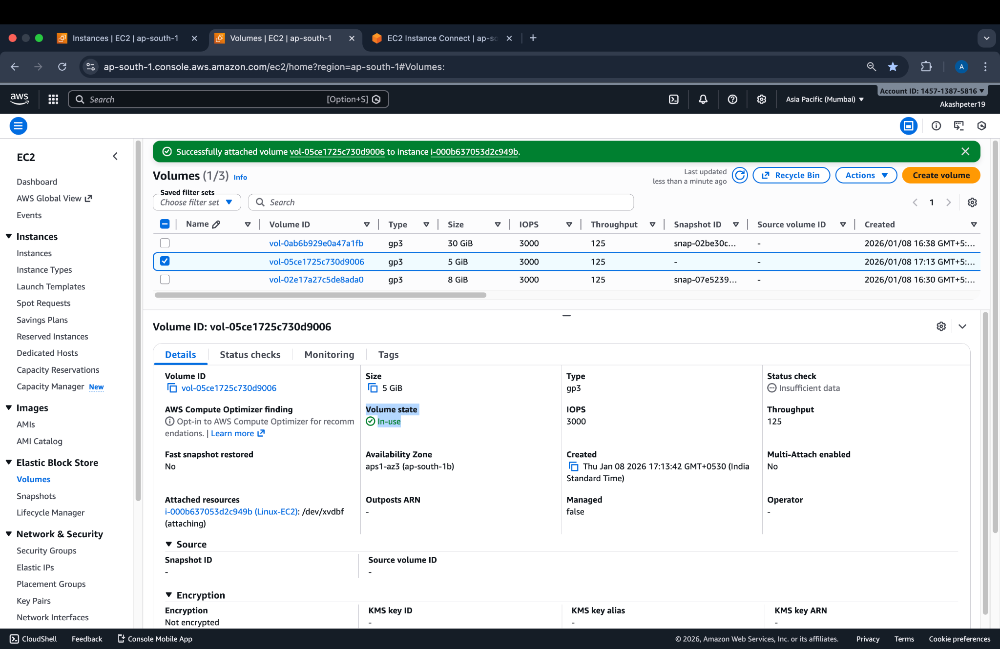 Instances | EC2 | ap-south-1
Volumes | EC2 | ap-south-1
EC2 Instance Connect | ap-so
ap-south-1.console.aws.amazon.com/ec2/home?region=ap-south-1#Volumes:
A
aws
Search
[Option+S]
Asia Pacific (Mumbai)
Account ID: 1457-1387-5816
Akashpeter19
EC2
Dashboard
AWS Global View
Events
Instances
Instances
Instance Types
Launch Templates
Spot Requests
Savings Plans
Reserved Instances
Dedicated Hosts
Capacity Reservations
Capacity Manager New
Images
AMIs
AMI Catalog
Elastic Block Store
Volumes
Snapshots
Lifecycle Manager
Network & Security
Security Groups
Elastic IPs
Placement Groups
Key Pairs
Network Interfaces
Successfully attached volume vol-05ce1725c730d9006 to instance i-000b637053d2c949b.
Volumes (1/3) Info
Last updated
less than a minute ago
Recycle Bin
Actions
Create volume
Saved filter sets
Choose filter set
Search
1
Name Volume ID Type Size IOPS Throughput Snapshot ID Source volume ID Created
vol-0ab6b929e0a47a1fb gp3 30 GiB 3000 125 snap-02be30c... - 2026/01/08 16:38 GMT+5:...
vol-05ce1725c730d9006 gp3 5 GiB 3000 125 - - 2026/01/08 17:13 GMT+5:...
vol-02e17a27c5de8ada0 gp3 8 GiB 3000 125 snap-07e5239... - 2026/01/08 16:30 GMT+5:...
Volume ID: vol-05ce1725c730d9006
Details Status checks Monitoring Tags
Volume ID
vol-05ce1725c730d9006
Size
5 GiB
Type
gp3
Status check
Insufficient data
AWS Compute Optimizer finding
Opt-in to AWS Compute Optimizer for recomm
endations. | Learn more
Volume state
In-use
IOPS
3000
Throughput
125
Fast snapshot restored
No
Availability Zone
aps1-az3 (ap-south-1b)
Created
Thu Jan 08 2026 17:13:42 GMT+0530 (India
Standard Time)
Multi-Attach enabled
No
Attached resources
i-000b637053d2c949b (Linux-EC2): /dev/xvdbf
(attaching)
Outposts ARN
-
Managed
false
Operator
-
Source
Snapshot ID
-
Source volume ID
-
Encryption
Encryption
Not encrypted
KMS key ID
-
KMS key alias
-
KMS key ARN
-
CloudShell Feedback Console Mobile App
© 2026, Amazon Web Services, Inc. or its affiliates. Privacy Terms Cookie preferences